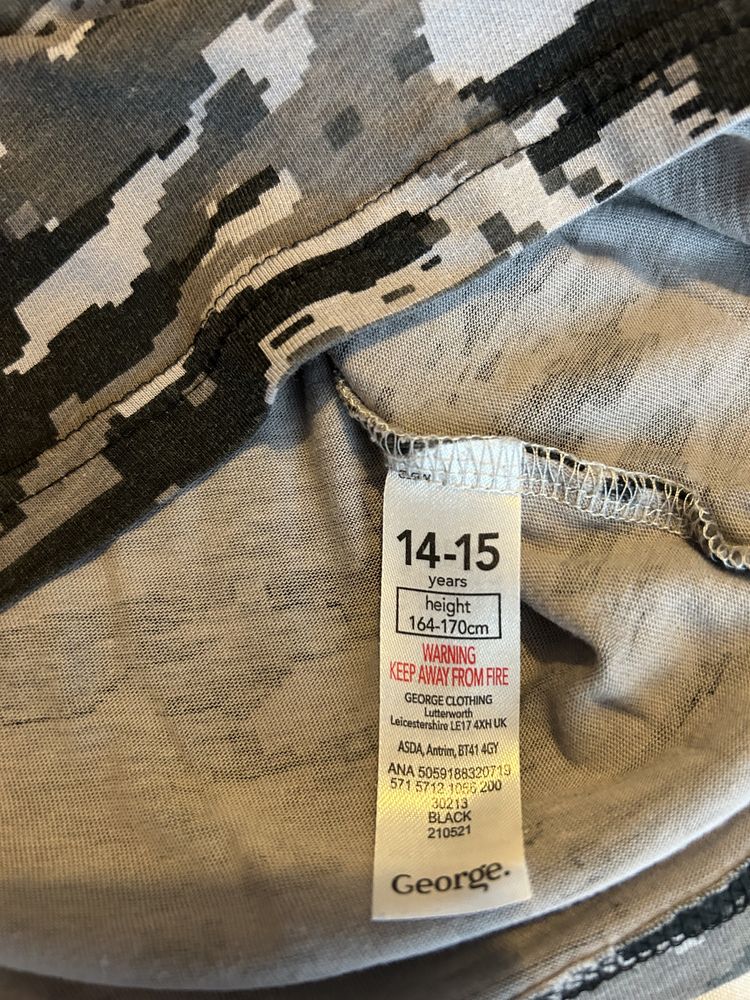 14-15
years
height
164-170cm
WARNING
KEEP AWAY FROM FIRE
GEORGE CLOTHING
Lutterworth
Leicestershire LE17 4XH UK
ASDA, Antrim, BT41 4GY
ANA 5059188320719
571 5712 1056 200
30213
BLACK
210521
George.